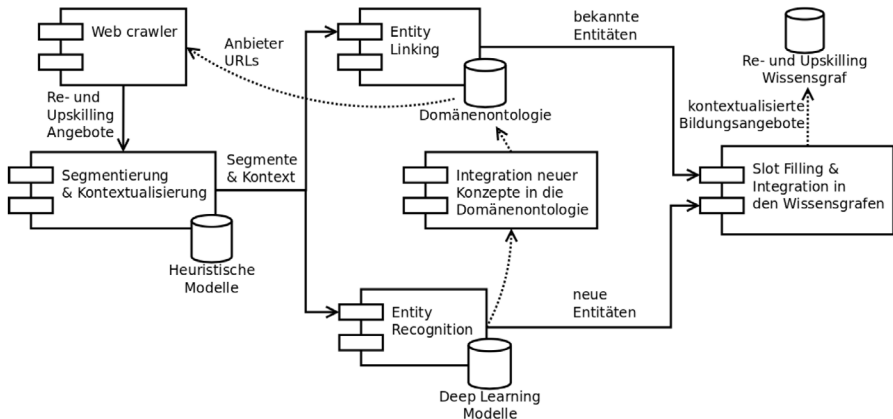 Web crawler
Anbieter
URLs
Entity
Linking
bekannte
Entitäten
Re- und Upskilling
Wissensgraf
Re- und
Upskilling
Angebote
Domänenontologie
kontextualisierte
Bildungsangebote
Segmentierung
& Kontextualisierung
Segmente
& Kontext
Integration neuer
Konzepte in die
Domänenontologie
Slot Filling &
Integration in
den Wissensgrafen
Heuristische
Modelle
Entity
Recognition
neue
Entitäten
Deep Learning
Modelle